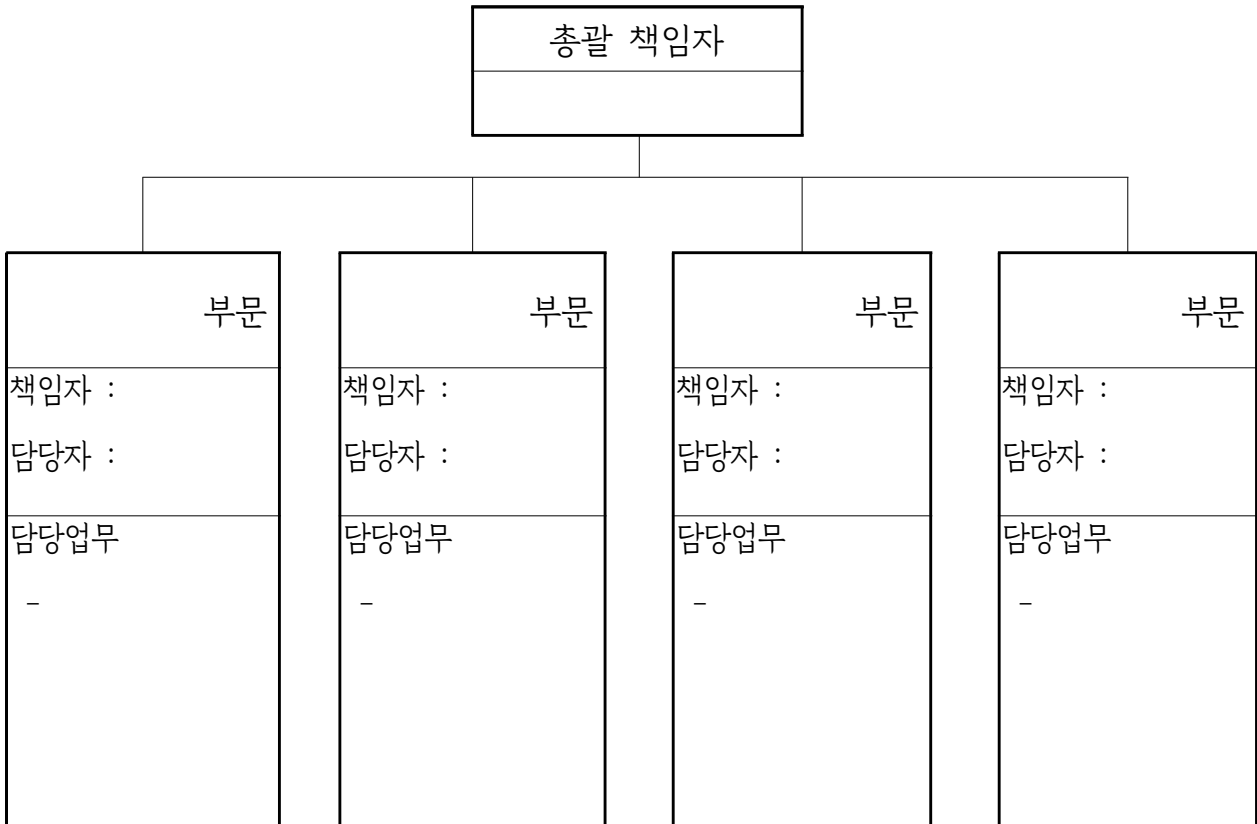 총괄 책임자
부문
책임자 :
담당자 :
담당업무
-
부문
책임자 :
담당자 :
담당업무
-
부문
책임자 :
담당자 :
담당업무
-
부문
책임자 :
담당자 :
담당업무
-